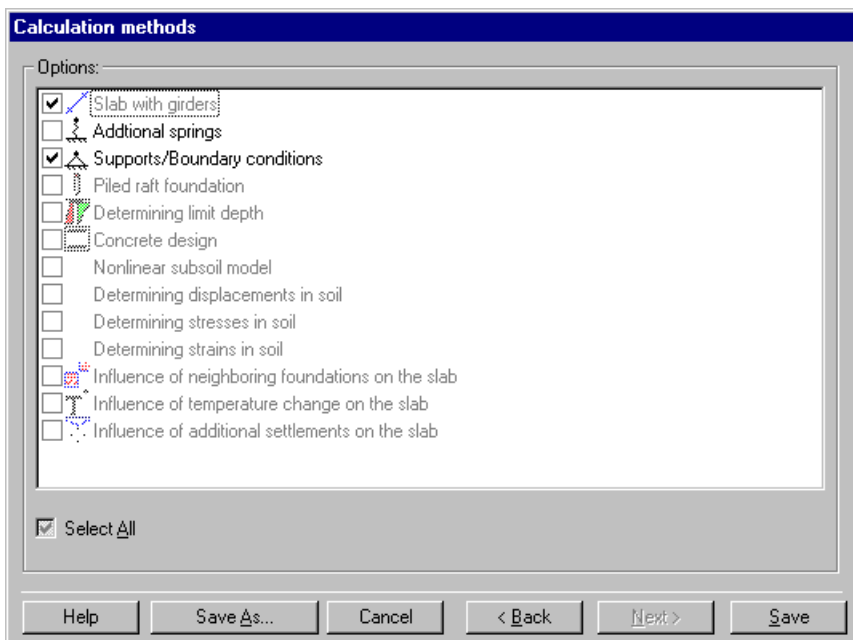 Calculation methods
Options:
Slab with girders
Addtional springs
Supports/Boundary conditions
Piled raft foundation
Determining limit depth
Concrete design
Nonlinear subsoil model
Determining displacements in soil
Determining stresses in soil
Determining strains in soil
Influence of neighboring foundations on the slab
Influence of temperature change on the slab
Influence of additional settlements on the slab
Select All
Help Save As... Cancel < Back Next > Save